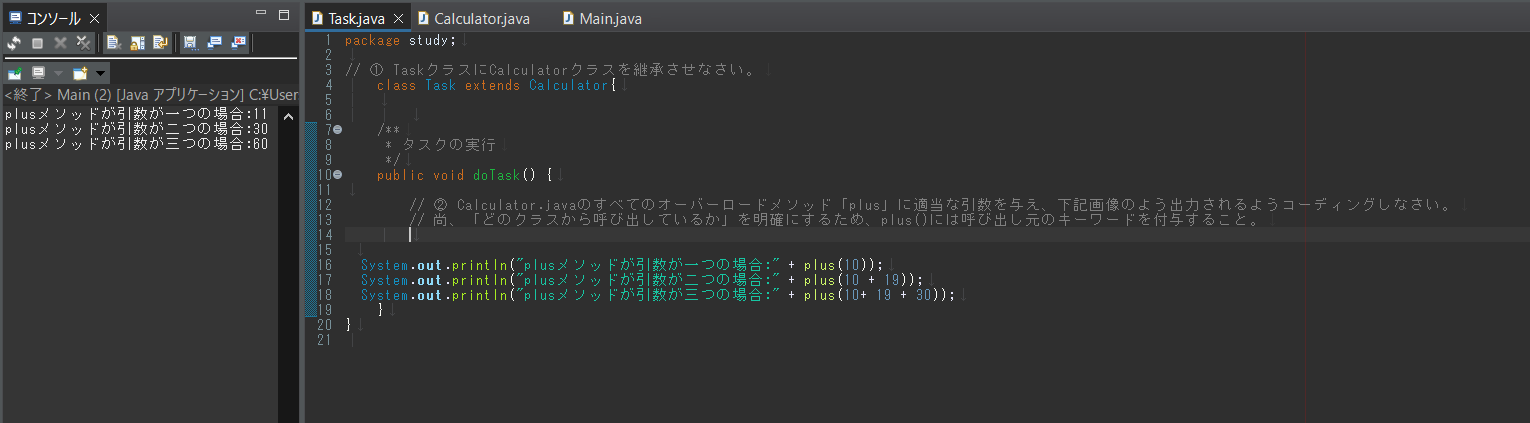 コンソール
<終了> Main (2) [Java アプリケーション] C:¥User
plusメソッドが引数が一つの場合:11
plusメソッドが引数が二つの場合:30
plusメソッドが引数が三つの場合:60
Task.java Calculator.java Main.java
1 package study;
2
3 // ① TaskクラスにCalculatorクラスを継承させなさい。
4 class Task extends Calculator{
5
6
7 /**
8 * タスクの実行
9 */
10 public void doTask() {
11
12 // ② Calculator.javaのすべてのオーバーロードメソッド「plus」に適当な引数を与え、下記画像のよう出力されるようコーディングしなさい。
13 // 尚、「どのクラスから呼び出しているか」を明確にするため、plus()には呼び出し元のキーワードを付与すること。
14
15
16 System.out.println("plusメソッドが引数が一つの場合:" + plus(10));
17 System.out.println("plusメソッドが引数が二つの場合:" + plus(10 + 19));
18 System.out.println("plusメソッドが引数が三つの場合:" + plus(10+ 19 + 30));
19 }
20 }
21